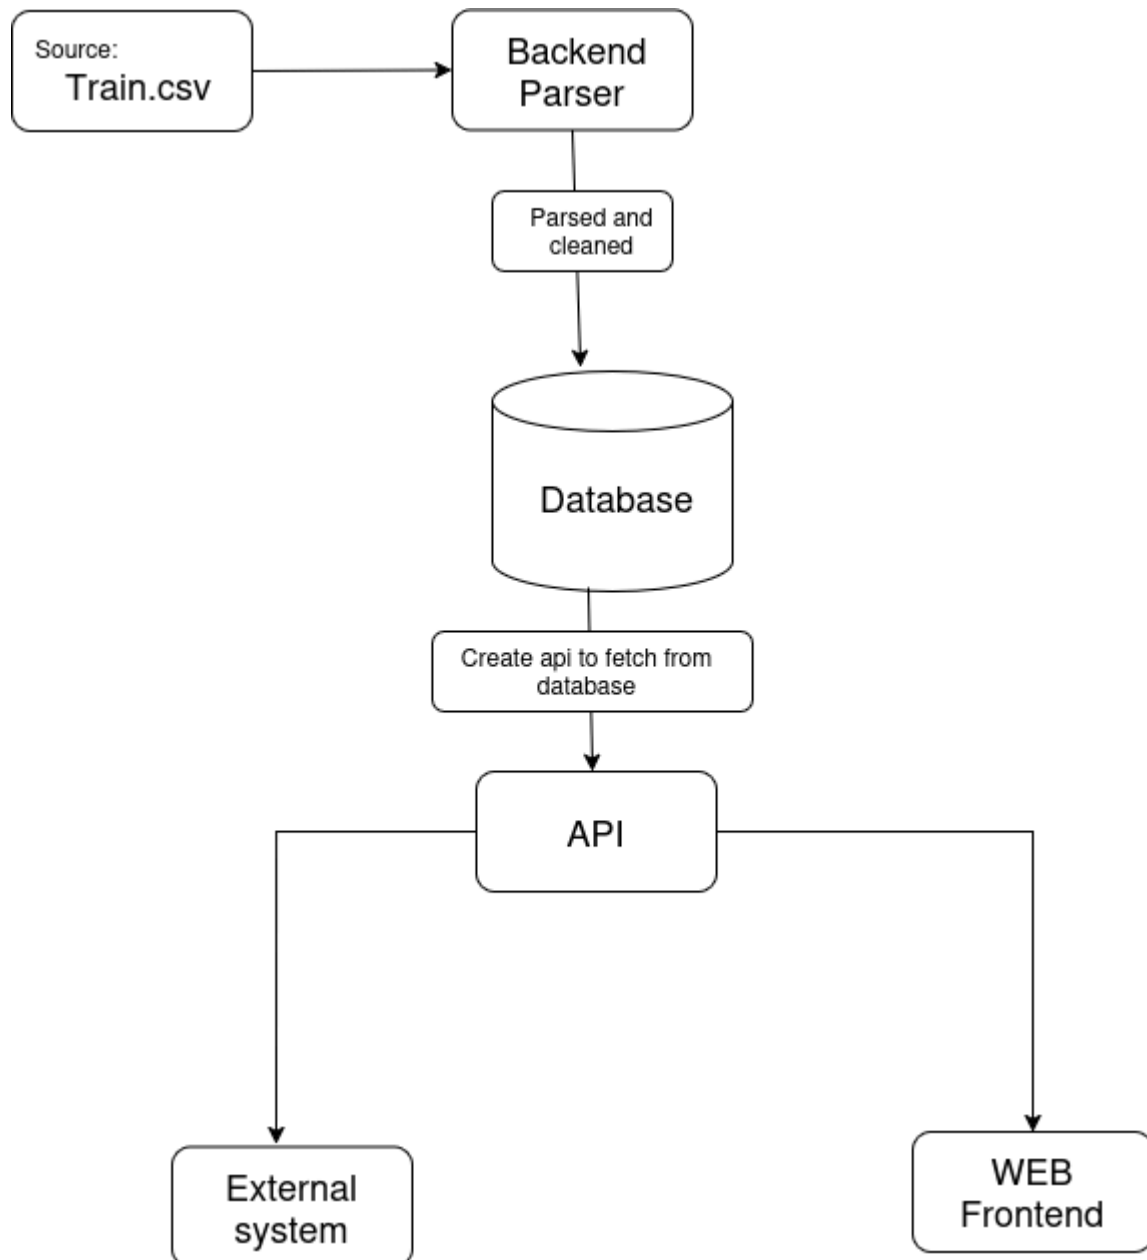 Source:
Train.csv
Backend
Parser
Parsed and
cleaned
Database
Create api to fetch from
database
API
External
system
WEB
Frontend